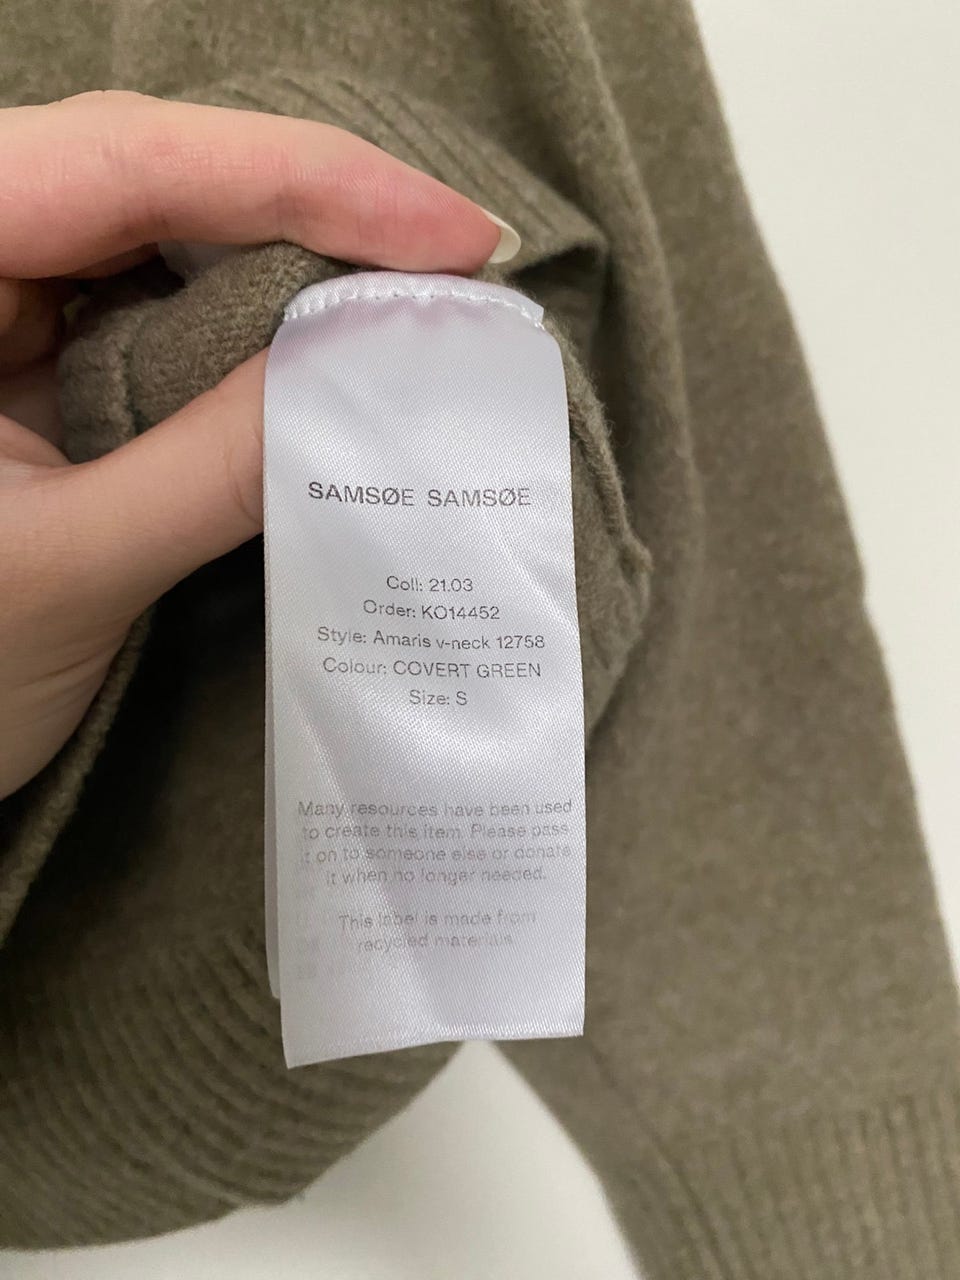 SAMSØE SAMSØE
Coll: 21.03
Order: KO14452
Style: Amaris v-neck 12758
Colour: COVERT GREEN
Size: S
Many resources have been used
to create this item. Please pass
it on to someone else or donate
it when no longer needed.
This label is made from
recycled materials